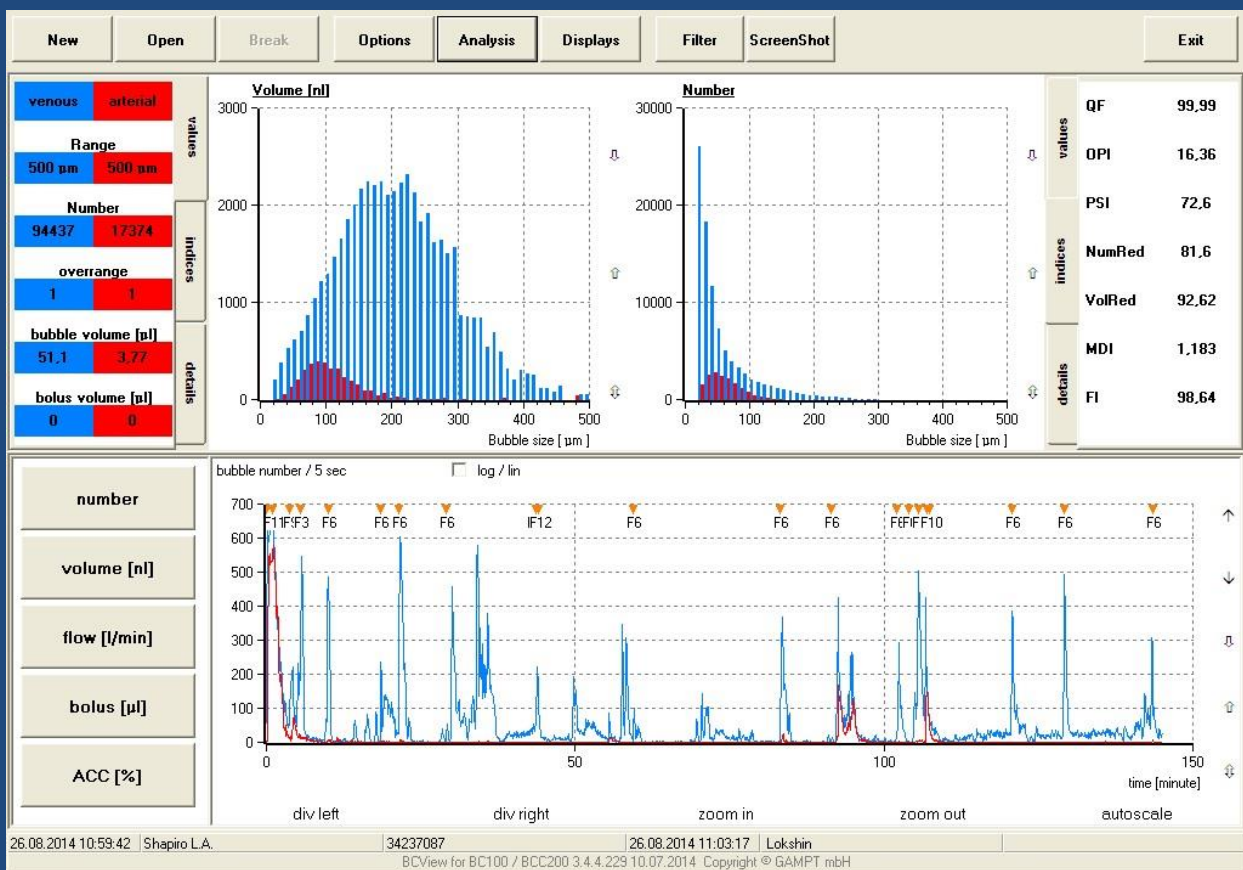 New Open Break Options Analysis Displays Filter ScreenShot Exit
venous arterial
Range
500 µm 500 µm
Number
94437 17374
overrange
1 1
bubble volume [µl]
51,1 3,77
bolus volume [µl]
0 0
values
indices
details
Volume [nl]
3000
2000
1000
0
0 100 200 300 400 500
Bubble size [ µm ]
Number
30000
20000
10000
0
0 100 200 300 400 500
Bubble size [ µm ]
values
indices
details
QF 99,99
OPI 16,36
PSI 72,6
NumRed 81,6
VolRed 92,62
MDI 1,183
FI 98,64
number
volume [nl]
flow [l/min]
bolus [µl]
ACC [%]
bubble number / 5 sec log / lin
700
600
500
400
300
200
100
0
F3 F6 F6 F6 F6 F6 F6 F6 F10 F6 F6 F6
0 50 100 150
time [minute]
div left div right zoom in zoom out autoscale
26.08.2014 10:59:42 Shapiro L.A. 34237087 26.08.2014 11:03:17 Lokshin
BCView for BC100 / BCC200 3.4.4.229 10.07.2014 Copyright © GAMPT mbH